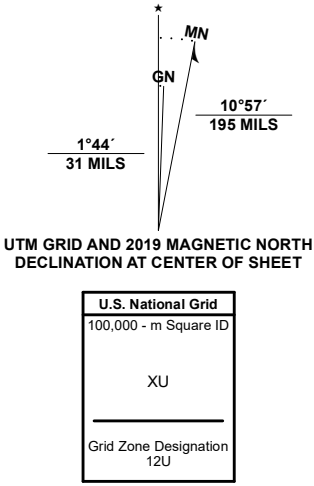 ★
MN
GN
10°57´
195 MILS
1°44´
31 MILS
UTM GRID AND 2019 MAGNETIC NORTH
DECLINATION AT CENTER OF SHEET
U.S. National Grid
100,000 - m Square ID
XU
Grid Zone Designation
12U